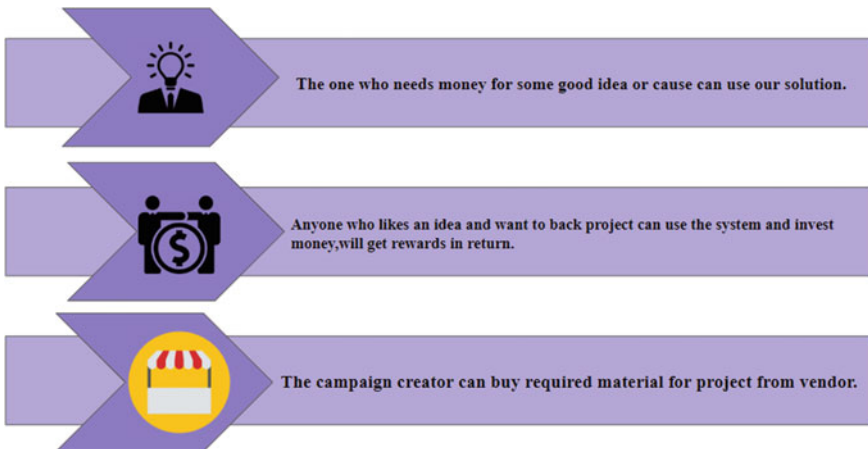 The one who needs money for some good idea or cause can use our solution.
Anyone who likes an idea and want to back project can use the system and invest
money,will get rewards in return.
The campaign creator can buy required material for project from vendor.